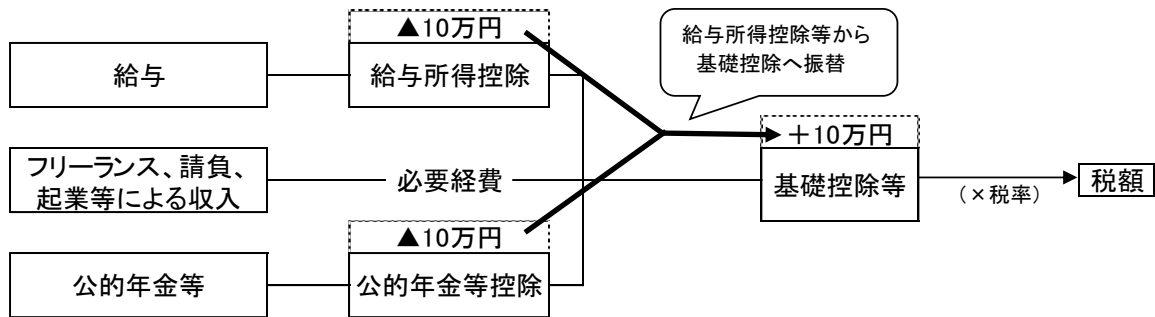 ▲10万円
給与所得控除等から
基礎控除へ振替
給与
給与所得控除
+10万円
フリーランス、請負、
起業等による収入
必要経費
基礎控除等
(×税率)
税額
▲10万円
公的年金等
公的年金等控除